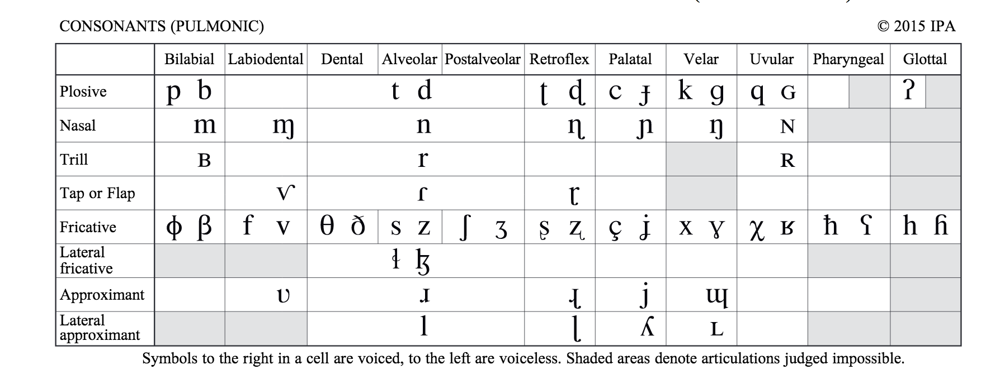 CONSONANTS (PULMONIC) © 2015 IPA
Bilabial Labiodental Dental Alveolar Postalveolar Retroflex Palatal Velar Uvular Pharyngeal Glottal
Plosive p b t d ʈ ɖ c ɟ k ɡ q ɢ ʔ
Nasal m ɱ n ɳ ɲ ŋ ɴ
Trill ʙ r ʀ
Tap or Flap ⱱ ɾ ɽ
Fricative ɸ β f v θ ð s z ʃ ʒ ʂ ʐ ç ʝ x ɣ χ ʁ ħ ʕ h ɦ
Lateral
fricative ɬ ɮ
Approximant ʋ ɹ ɻ j ɰ
Lateral
approximant l ɭ ʎ ʟ
Symbols to the right in a cell are voiced, to the left are voiceless. Shaded areas denote articulations judged impossible.